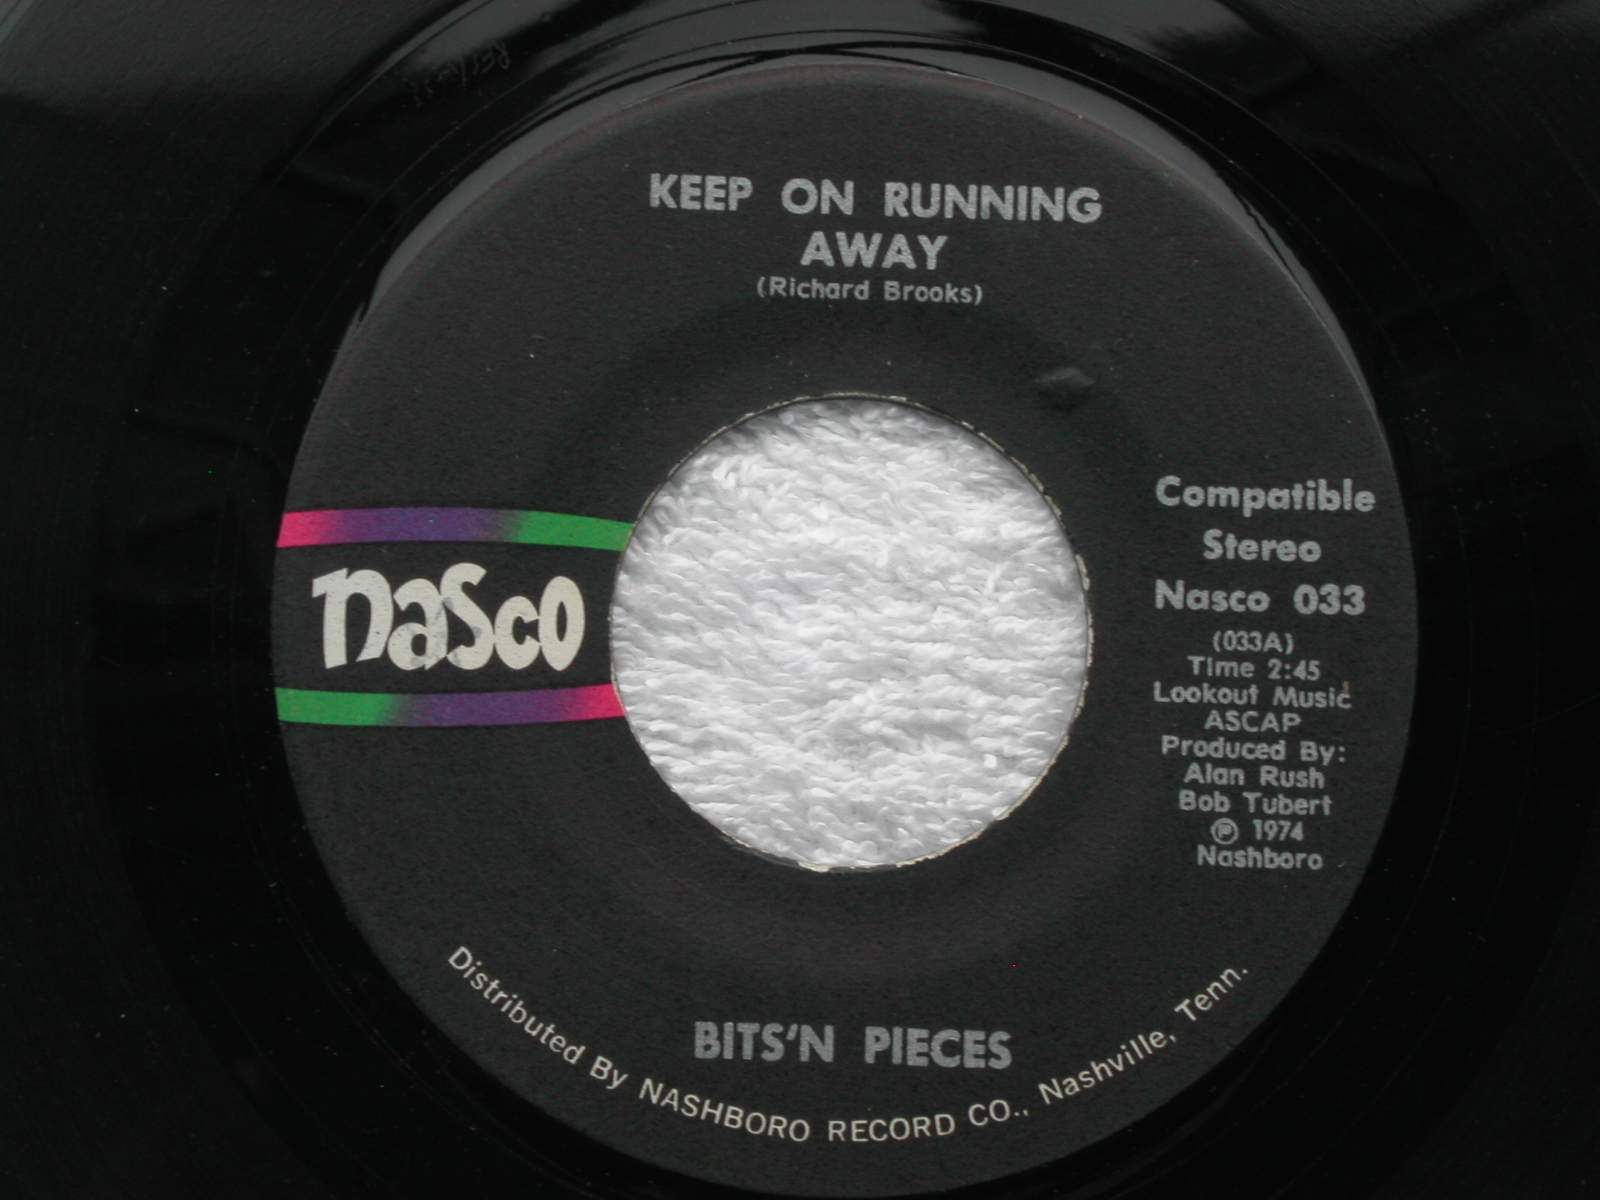 KEEP ON RUNNING
AWAY
(Richard Brooks)
nasco
Compatible
Stereo
Nasco 033
(033A)
Time 2:45
Lookout Music
ASCAP
Produced By:
Alan Rush
Bob Tubert
℗ 1974
Nashboro
BITS'N PIECES
Distributed By NASHBORO RECORD CO., Nashville, Tenn.